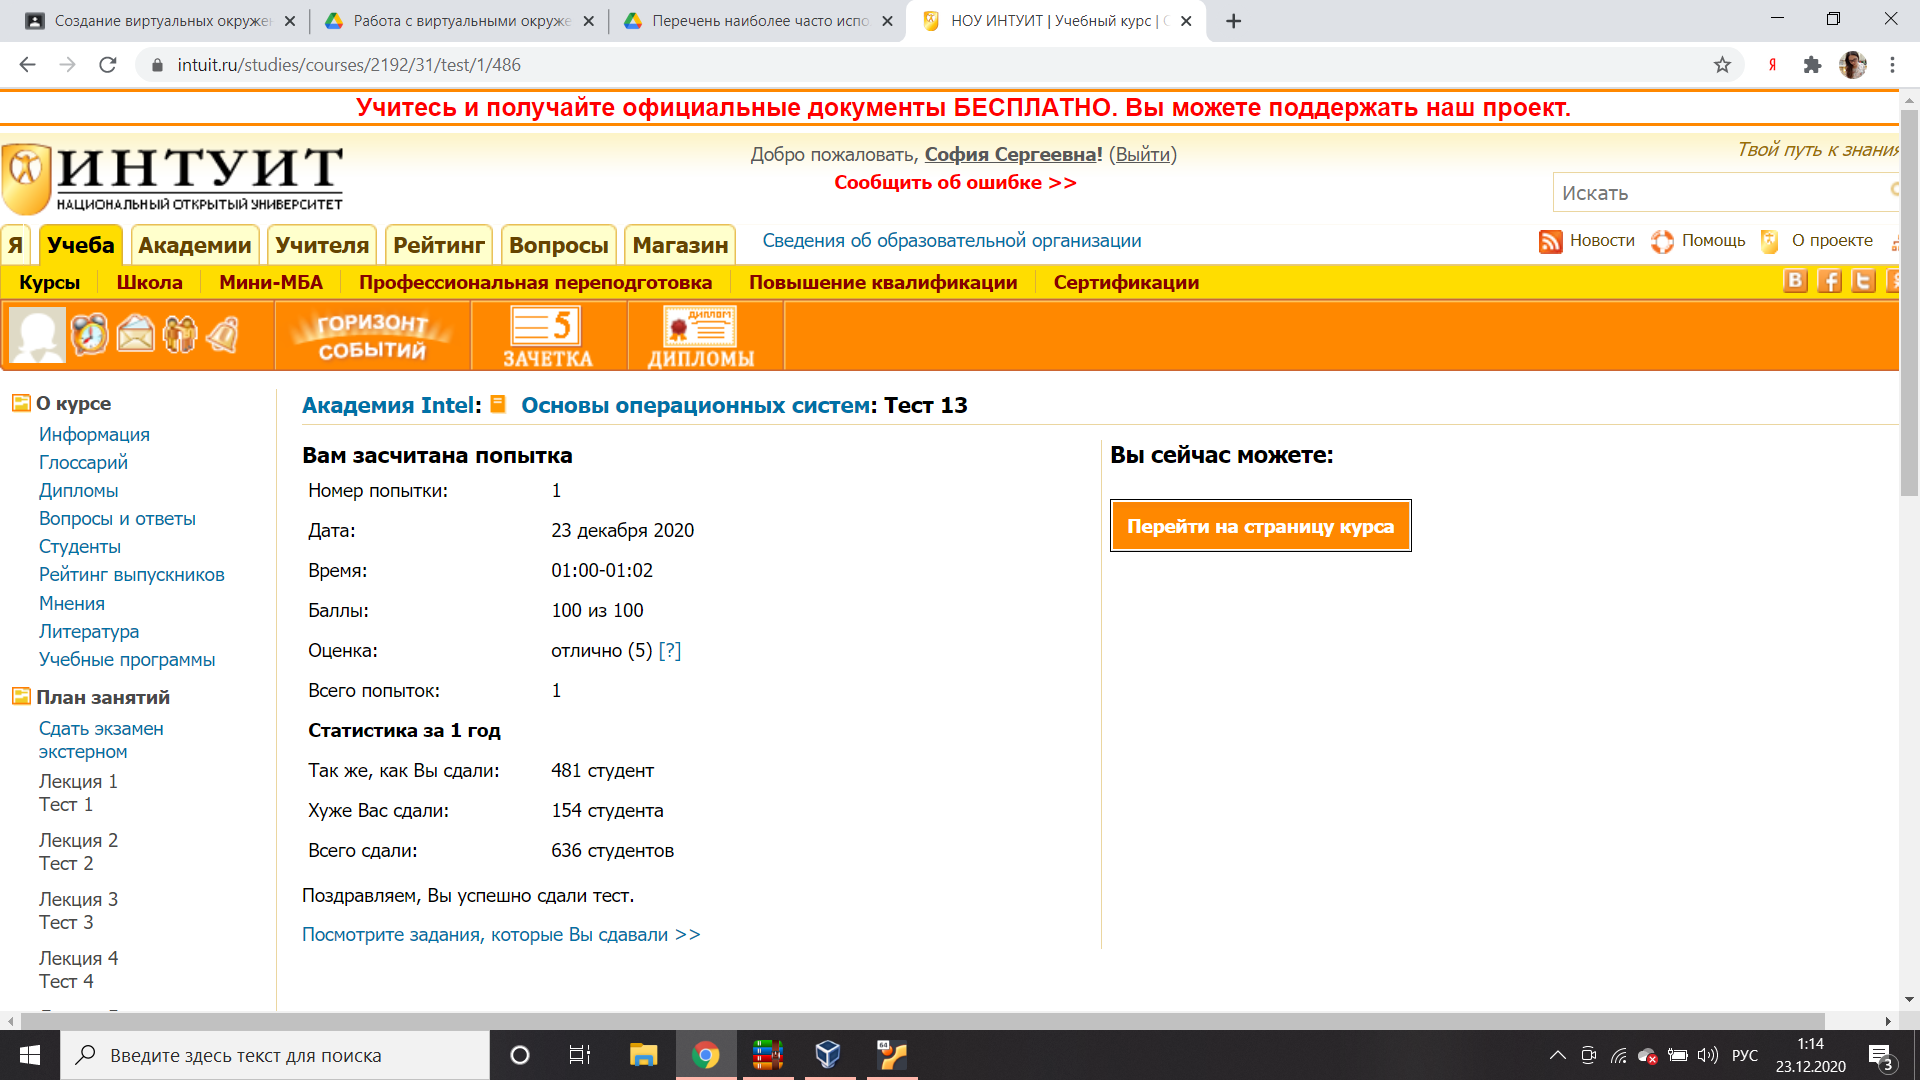 Создание виртуальных окруже
Работа с виртуальными окруже
Перечень наиболее часто испо
НОУ ИНТУИТ | Учебный курс | О
intuit.ru/studies/courses/2192/31/test/1/486
Учитесь и получайте официальные документы БЕСПЛАТНО. Вы можете поддержать наш проект.
ИНТУИТ
НАЦИОНАЛЬНЫЙ ОТКРЫТЫЙ УНИВЕРСИТЕТ
Добро пожаловать, София Сергеевна! (Выйти)
Сообщить об ошибке >>
Твой путь к знания
Искать
Я Учеба Академии Учителя Рейтинг Вопросы Магазин
Сведения об образовательной организации
Новости Помощь О проекте
Курсы Школа Мини-МБА Профессиональная переподготовка Повышение квалификации Сертификации
ГОРИЗОНТ
СОБЫТИЙ
5
ЗАЧЕТКА
ДИПЛОМ
ДИПЛОМЫ
О курсе
Информация
Глоссарий
Дипломы
Вопросы и ответы
Студенты
Рейтинг выпускников
Мнения
Литература
Учебные программы
План занятий
Сдать экзамен
экстерном
Лекция 1
Тест 1
Лекция 2
Тест 2
Лекция 3
Тест 3
Лекция 4
Тест 4
Академия Intel: Основы операционных систем: Тест 13
Вам засчитана попытка
Номер попытки: 1
Дата: 23 декабря 2020
Время: 01:00-01:02
Баллы: 100 из 100
Оценка: отлично (5) [?]
Всего попыток: 1
Статистика за 1 год
Так же, как Вы сдали: 481 студент
Хуже Вас сдали: 154 студента
Всего сдали: 636 студентов
Поздравляем, Вы успешно сдали тест.
Посмотрите задания, которые Вы сдавали >>
Вы сейчас можете:
Перейти на страницу курса
Введите здесь текст для поиска
64
РУС
1:14
23.12.2020
3